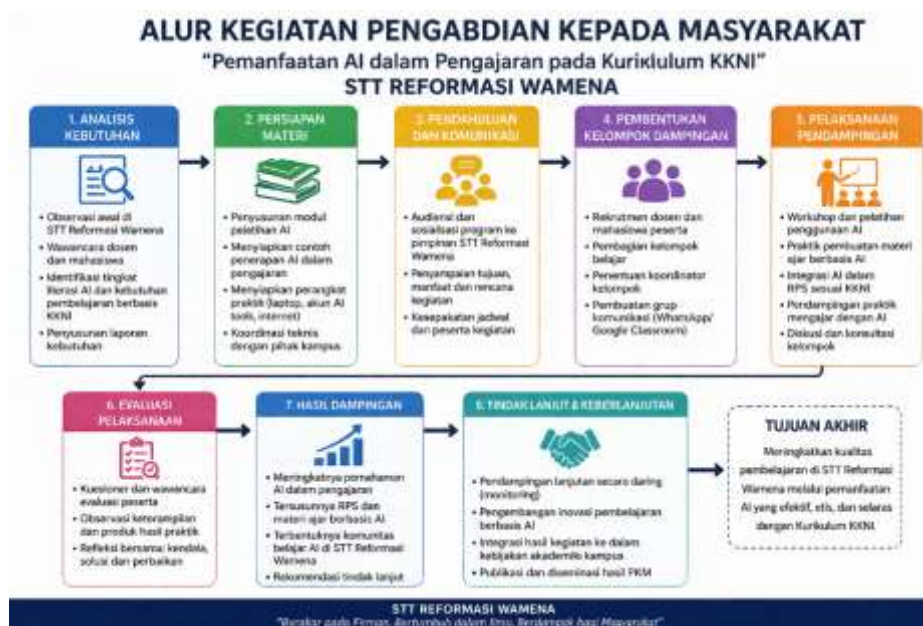 ALUR KEGIATAN PENGABDIAN KEPADA MASYARAKAT
"Pemanfaatan AI dalam Pengajaran pada Kuriklulum KKNI"
STT REFORMASI WAMENA
1. ANALISIS
KEBUTUHAN
• Observasi awal di
STT Reformasi Wamena
• Wawancara dosen
dan mahasiswa
• Identifikasi tingkat
literasi AI dan kebutuhan
pembelajaran berbasis
KKNI
• Penyusunan laporan
kebutuhan
2. PERSIAPAN
MATERI
• Penyusunan modul
pelatihan AI
• Menyiapkan contoh
penerapan AI dalam
pengajaran
• Menyiapkan perangkat
praktik (laptop, akun AI
tools, internet)
• Koordinasi teknis
dengan pihak kampus
3. PENDAHULUAN
DAN KOMUNIKASI
• Audiensi dan
sosialisasi program ke
pimpinan STT Reformasi
Wamena
• Penyampaian tujuan,
manfaat dan rencana
kegiatan
• Kesepakatan jadwal
dan peserta kegiatan
4. PEMBENTUKAN
KELOMPOK DAMPINGAN
• Rekrutmen dosen dan
mahasiswa peserta
• Pembagian kelompok
belajar
• Penentuan koordinator
kelompok
• Pembuatan grup
komunikasi (WhatsApp/
Google Classroom)
5. PELAKSANAAN
PENDAMPINGAN
• Workshop dan pelatihan
penggunaan AI
• Praktik pembuatan materi
ajar berbasis AI
• Integrasi AI dalam
RPS sesuai KKNI
• Pendampingan praktik
mengajar dengan AI
• Diskusi dan konsultasi
kelompok
6. EVALUASI
PELAKSANAAN
• Kuesioner dan wawancara
evaluasi peserta
• Observasi keterampilan
dan produk hasil praktik
• Refleksi bersama: kendala,
solusi dan perbaikan
7. HASIL DAMPINGAN
• Meningkatnya pemahaman
AI dalam pengajaran
• Tersusunnya RPS dan
materi ajar berbasis AI
• Terbentuknya komunitas
belajar AI di STT Reformasi
Wamena
• Rekomendasi tindak lanjut
8. TINDAK LANJUT & KEBERLANJUTAN
• Pendampingan lanjutan secara daring
(monitoring)
• Pengembangan inovasi pembelajaran
berbasis AI
• Integrasi hasil kegiatan ke dalam
kebijakan akademik kampus
• Publikasi dan diseminasi hasil PKM
TUJUAN AKHIR
Meningkatkan kualitas
pembelajaran di STT Reformasi
Wamena melalui pemanfaatan
AI yang efektif, etis, dan selaras
dengan Kurikulum KKNI.
STT REFORMASI WAMENA
"Berakar pada Firman, Bertumbuh dalam Ilmu, Berdampak bagi Masyarakat"